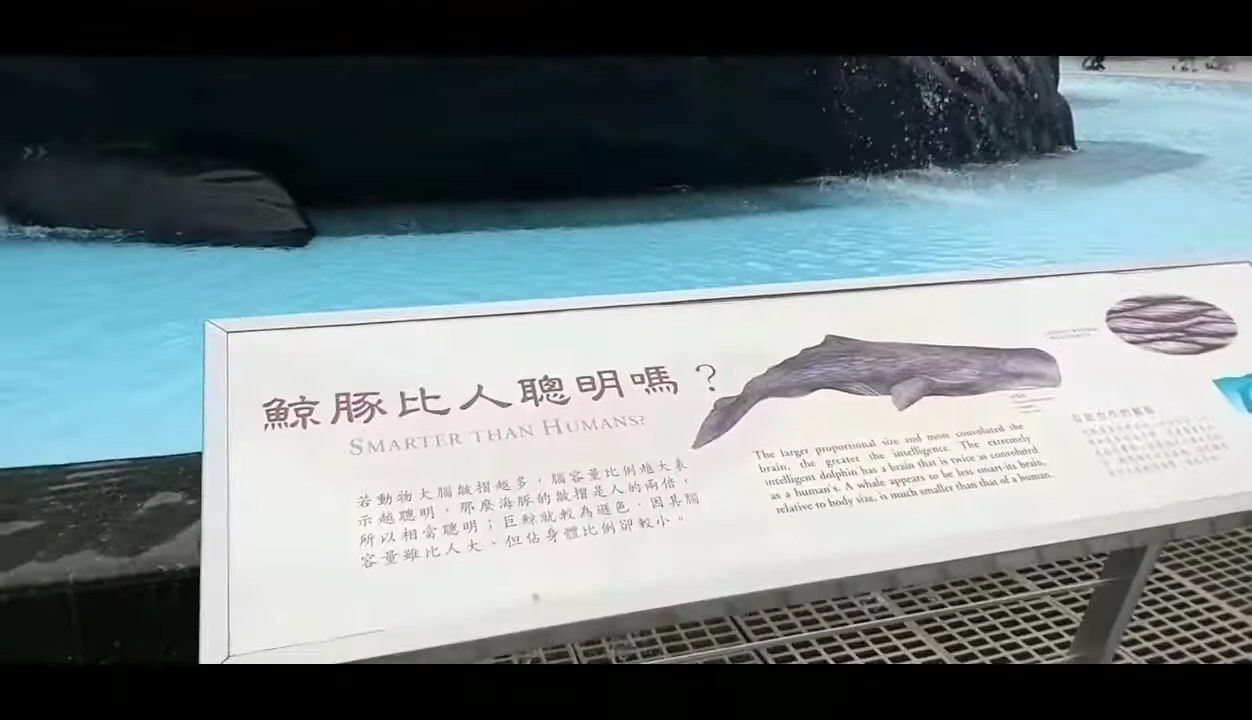 鯨豚比人聰明嗎?
SMARTER THAN HUMANS?
若動物大腦皺摺越多,腦容量比例越大表
示越聰明,那麼海豚的皺摺是人的兩倍,
所以相當聰明;巨鯨就較為遜色,因其腦
容量雖比人大、但佔身體比例卻較小。
The larger proportional size and more convoluted the
brain, the greater the intelligence. The extremely
intelligent dolphin has a brain that is twice as convoluted
as a human's. A whale appears to be less smart-its brain,
relative to body size, is much smaller than that of a human.